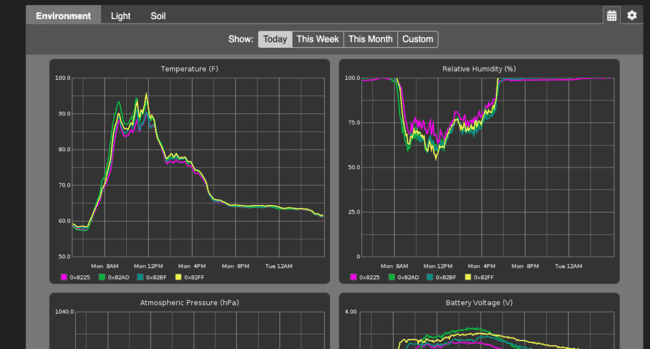 Environment Light Soil
Show: Today This Week This Month Custom
Temperature (F)
100.0
90.0
80.0
70.0
60.0
50.0
Mon 8AM Mon 12PM Mon 4PM Mon 8PM Tue 12AM
0x8225 0x82AD 0x82BF 0x82FF
Relative Humidity (%)
100.0
75.0
50.0
25.0
0
Mon 8AM Mon 12PM Mon 4PM Mon 8PM Tue 12AM
0x8225 0x82AD 0x82BF 0x82FF
Atmospheric Pressure (hPa)
1040.0
Battery Voltage (V)
4.00